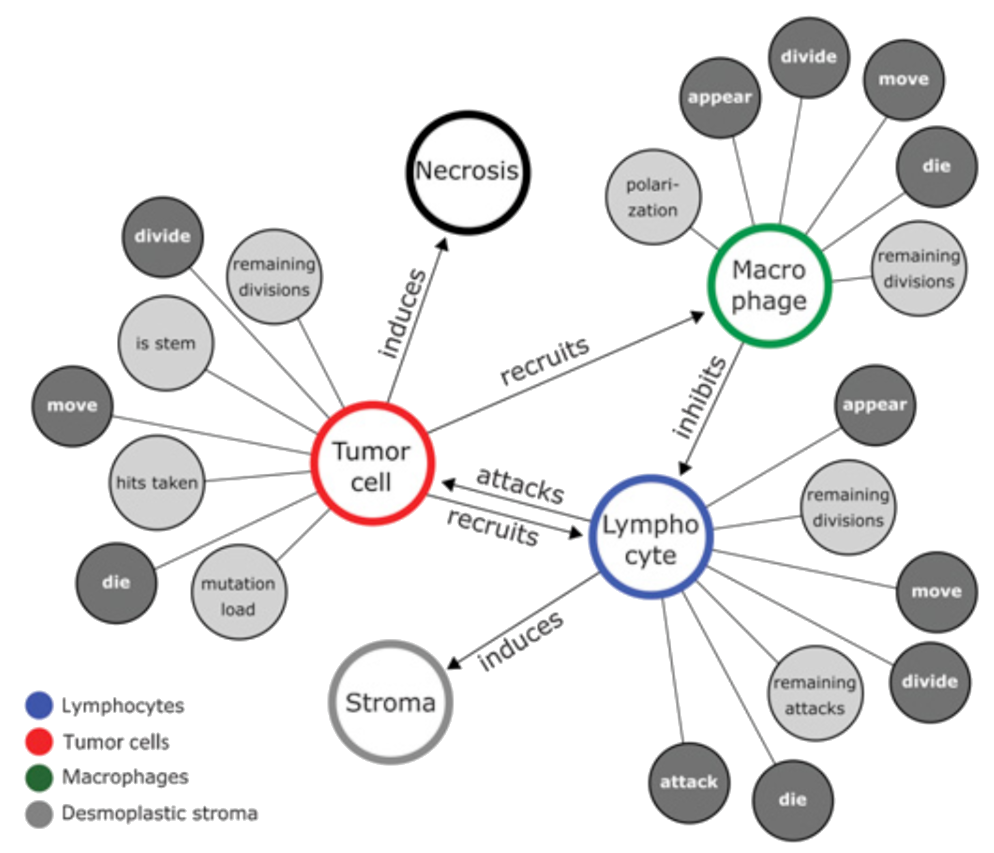 divide
appear
move
die
polari-
zation
remaining
divisions
Macro
phage
Necrosis
divide
remaining
divisions
is stem
move
hits taken
die
mutation
load
Tumor
cell
induces
recruits
inhibits
attacks
recruits
Lympho
cyte
appear
remaining
divisions
move
divide
remaining
attacks
attack
die
induces
Stroma
Lymphocytes
Tumor cells
Macrophages
Desmoplastic stroma